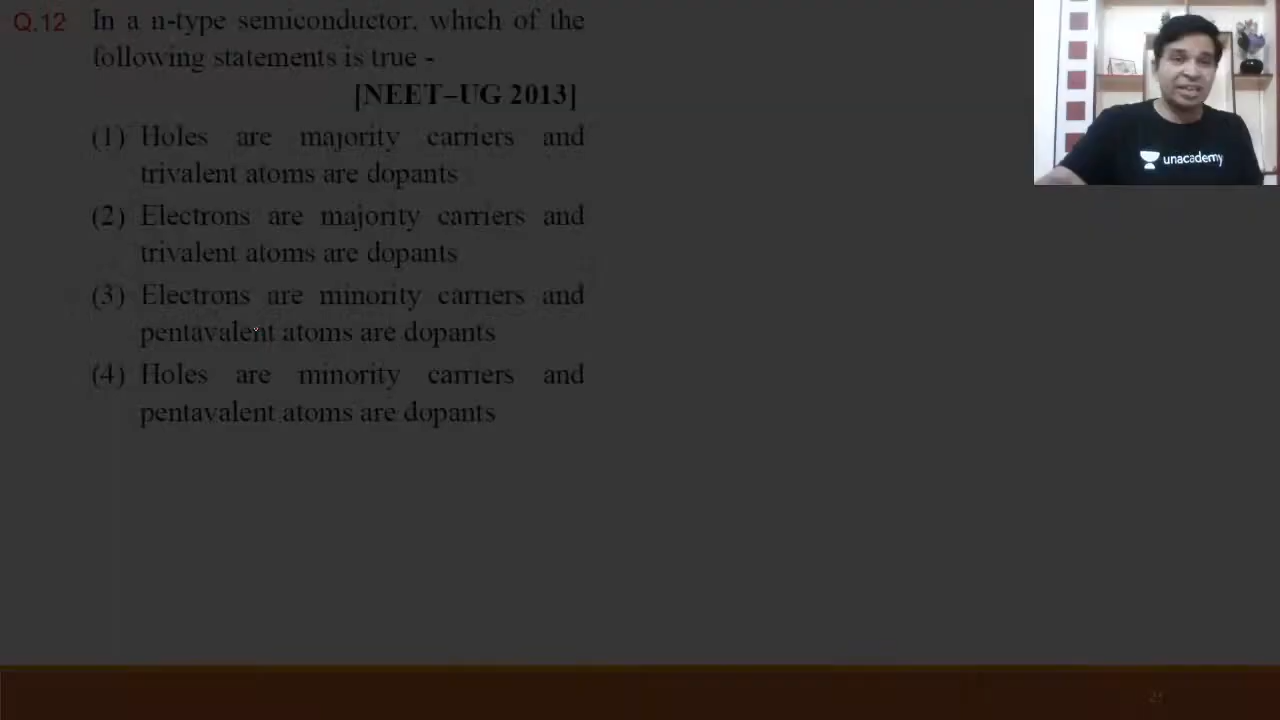 Q.12 In a n-type semiconductor, which of the
following statements is true -
[NEET–UG 2013]
(1) Holes are majority carriers and
trivalent atoms are dopants
(2) Electrons are majority carriers and
trivalent atoms are dopants
(3) Electrons are minority carriers and
pentavalent atoms are dopants
(4) Holes are minority carriers and
pentavalent atoms are dopants
unacademy